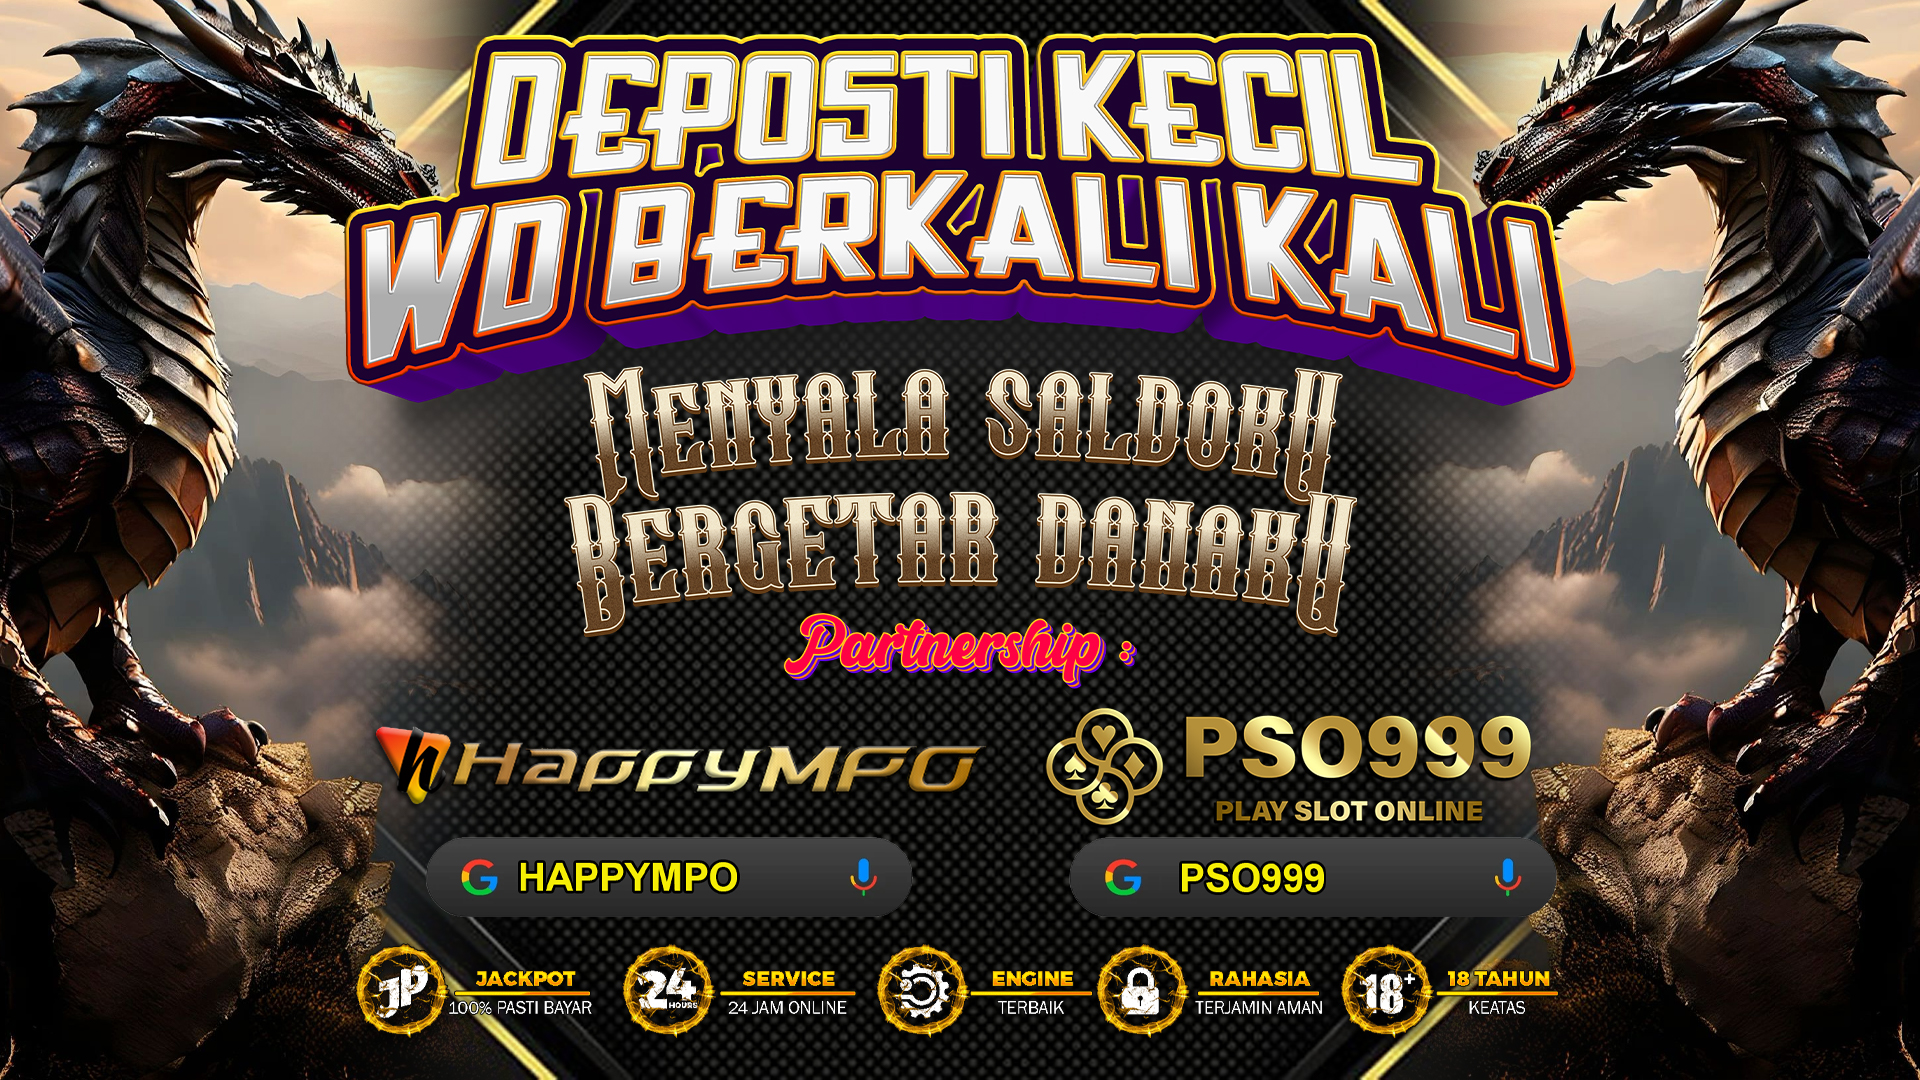 DEPOSTI KECIL
WD BERKALI KALI
MENYALA SALDOKU
BERGETAR DANAKU
Partnership :
HAPPYMPO
PSO999
PLAY SLOT ONLINE
HAPPYMPO
PSO999
JP JACKPOT
100% PASTI BAYAR
24 HOURS SERVICE
24 JAM ONLINE
ENGINE
TERBAIK
RAHASIA
TERJAMIN AMAN
18+ 18 TAHUN
KEATAS